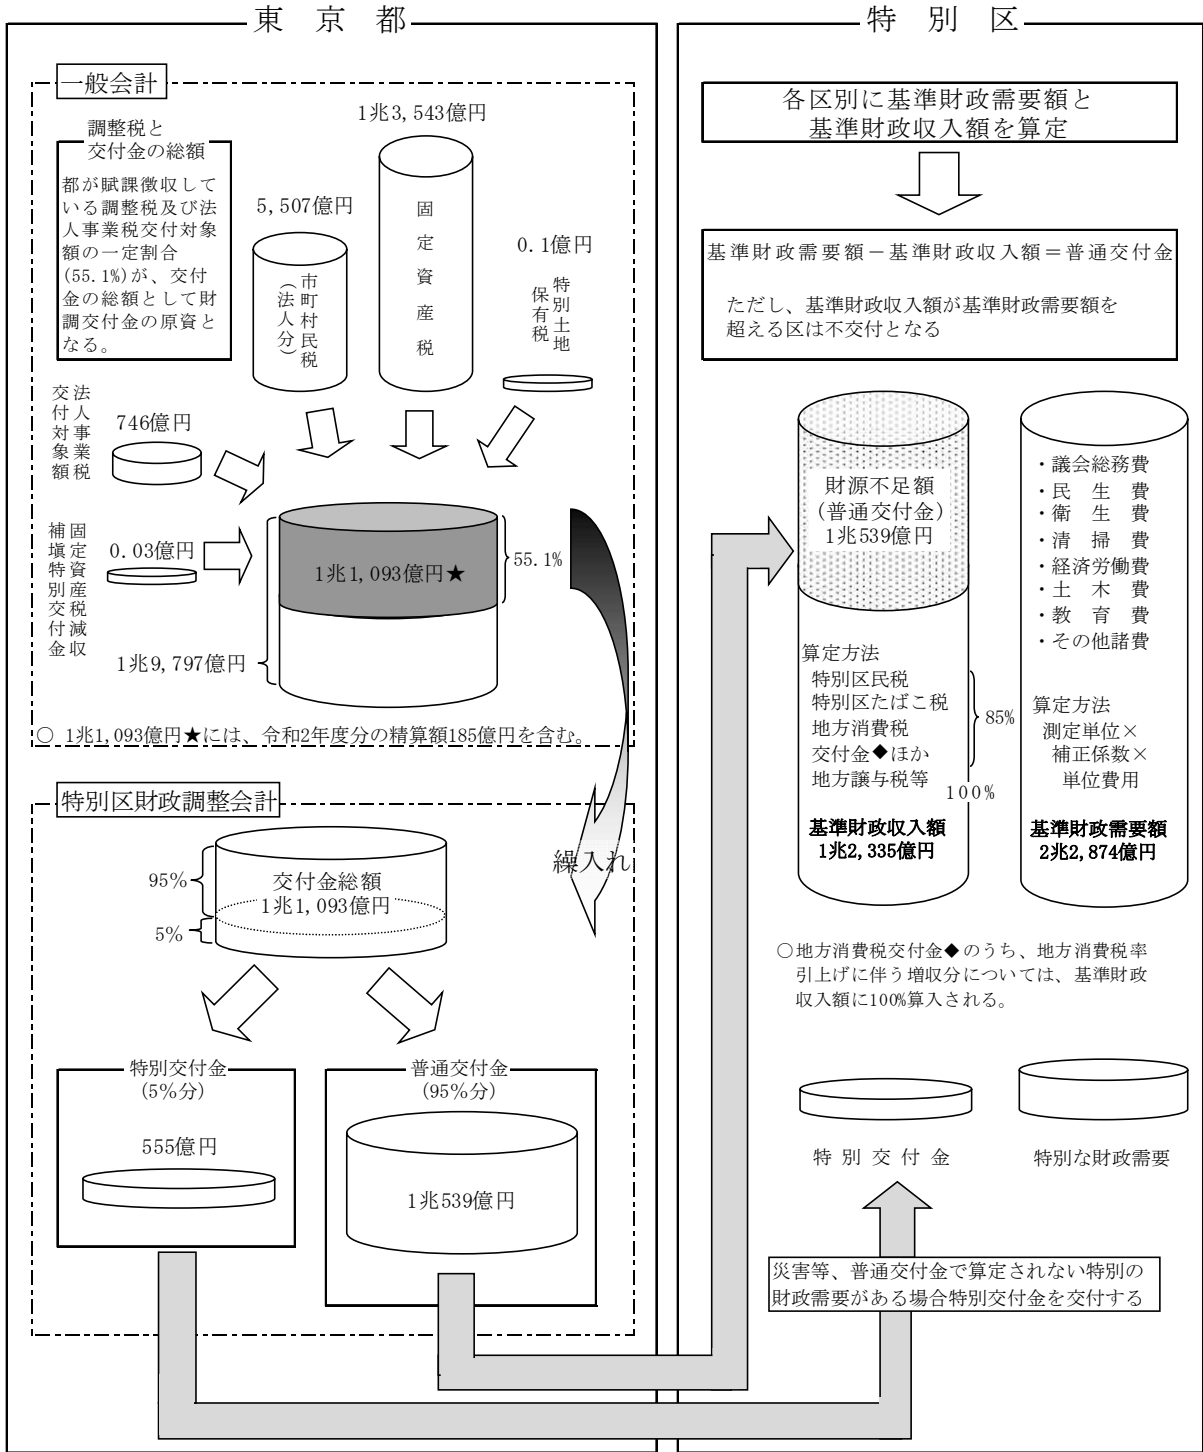 東 京 都
一般会計
調整税と
交付金の総額
都が賦課徴収して
いる調整税及び法
人事業税交付対象
額の一定割合
(55.1%)が、交付
金の総額として財
調交付金の原資と
なる。
5,507億円
市町村民税
(法人分)
1兆3,543億円
固定資産税
0.1億円
特別土地
保有税
法人事業税
交付対象額
746億円
固定資産税減収
補塡特別交付金
0.03億円
1兆1,093億円★
55.1%
1兆9,797億円
○ 1兆1,093億円★には、令和2年度分の精算額185億円を含む。
繰入れ
特別区財政調整会計
95%
5%
交付金総額
1兆1,093億円
特別交付金
(5%分)
555億円
普通交付金
(95%分)
1兆539億円
特 別 区
各区別に基準財政需要額と
基準財政収入額を算定
基準財政需要額－基準財政収入額＝普通交付金
ただし、基準財政収入額が基準財政需要額を
超える区は不交付となる
財源不足額
(普通交付金)
1兆539億円
算定方法
特別区民税
特別区たばこ税
地方消費税
交付金◆ほか
地方譲与税等
85%
100%
基準財政収入額
1兆2,335億円
・議会総務費
・民 生 費
・衛 生 費
・清 掃 費
・経済労働費
・土 木 費
・教 育 費
・その他諸費
算定方法
測定単位×
補正係数×
単位費用
基準財政需要額
2兆2,874億円
○地方消費税交付金◆のうち、地方消費税率
引上げに伴う増収分については、基準財政
収入額に100%算入される。
特 別 交 付 金
特別な財政需要
災害等、普通交付金で算定されない特別の
財政需要がある場合特別交付金を交付する